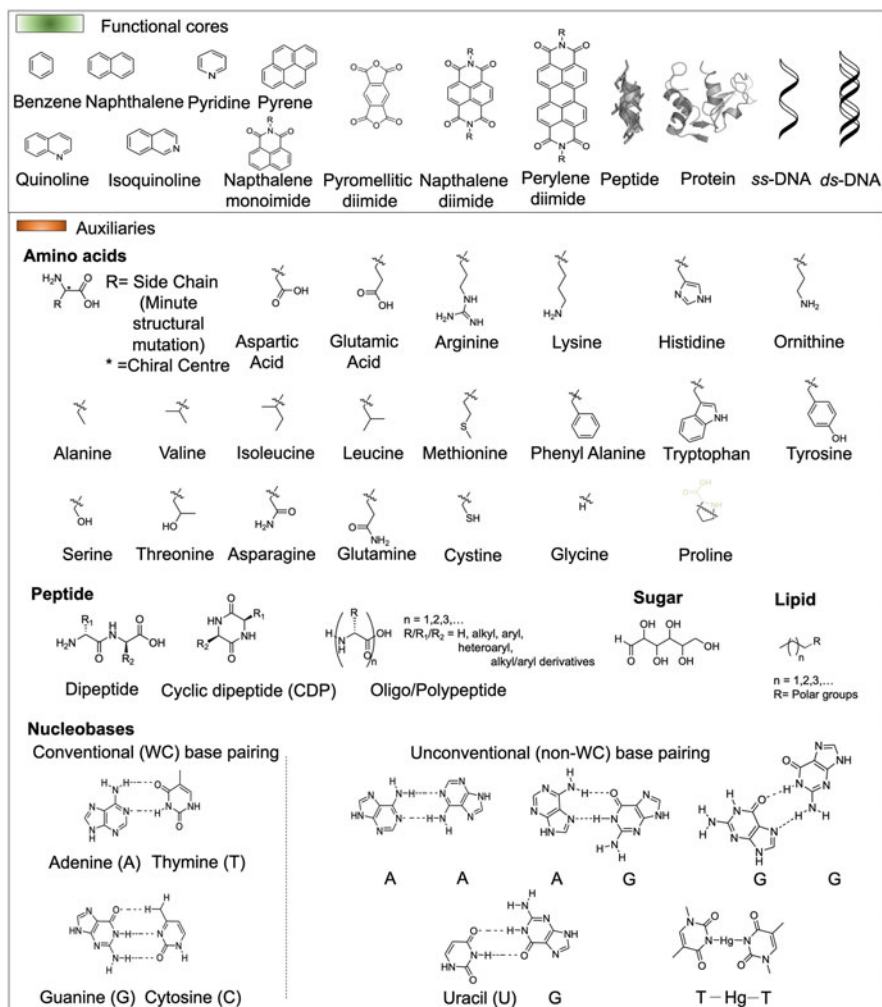 Functional cores
Benzene Naphthalene Pyridine Pyrene
Quinoline Isoquinoline Napthalene monoimide Pyromellitic diimide Napthalene diimide Perylene diimide Peptide Protein ss-DNA ds-DNA
Auxiliaries
Amino acids
R= Side Chain
(Minute
structural
mutation)
* =Chiral Centre
Aspartic Acid Glutamic Acid Arginine Lysine Histidine Ornithine
Alanine Valine Isoleucine Leucine Methionine Phenyl Alanine Tryptophan Tyrosine
Serine Threonine Asparagine Glutamine Cystine Glycine Proline
Peptide Sugar Lipid
n = 1,2,3,...
R/R1/R2 = H, alkyl, aryl,
heteroaryl,
alkyl/aryl derivatives
n = 1,2,3,...
R= Polar groups
Dipeptide Cyclic dipeptide (CDP) Oligo/Polypeptide
Nucleobases
Conventional (WC) base pairing Unconventional (non-WC) base pairing
Adenine (A) Thymine (T)
A A A G G G
Guanine (G) Cytosine (C) Uracil (U) G T–Hg–T